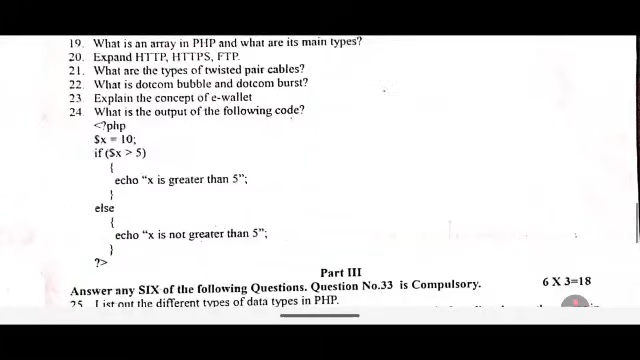 19. What is an array in PHP and what are its main types?
20. Expand HTTP, HTTPS, FTP.
21. What are the types of twisted pair cables?
22. What is dotcom bubble and dotcom burst?
23. Explain the concept of e-wallet
24. What is the output of the following code?
<?php
$x = 10;
if ($x > 5)
{
echo "x is greater than 5";
}
else
{
echo "x is not greater than 5";
}
?>
Part III
Answer any SIX of the following Questions. Question No.33 is Compulsory. 6 X 3=18
25. List out the different types of data types in PHP.